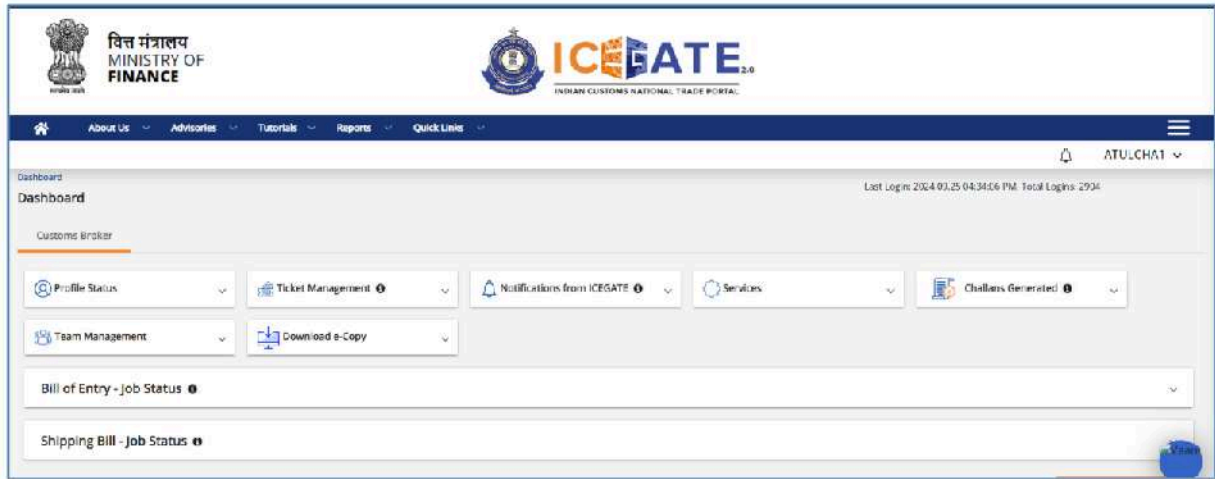 वित्त मंत्रालय
MINISTRY OF
FINANCE
ICEGATE 2.0
INDIAN CUSTOMS NATIONAL TRADE PORTAL
About Us Advisories Tutorials Reports Quick Links
ATULCHA1
Dashboard
Last Login: 2024.03.25 04:34:06 PM, Total Logins: 2904
Dashboard
Customs Broker
Profile Status Ticket Management Notifications from ICEGATE Services Challans Generated
Team Management Download e-Copy
Bill of Entry - Job Status
Shipping Bill - Job Status